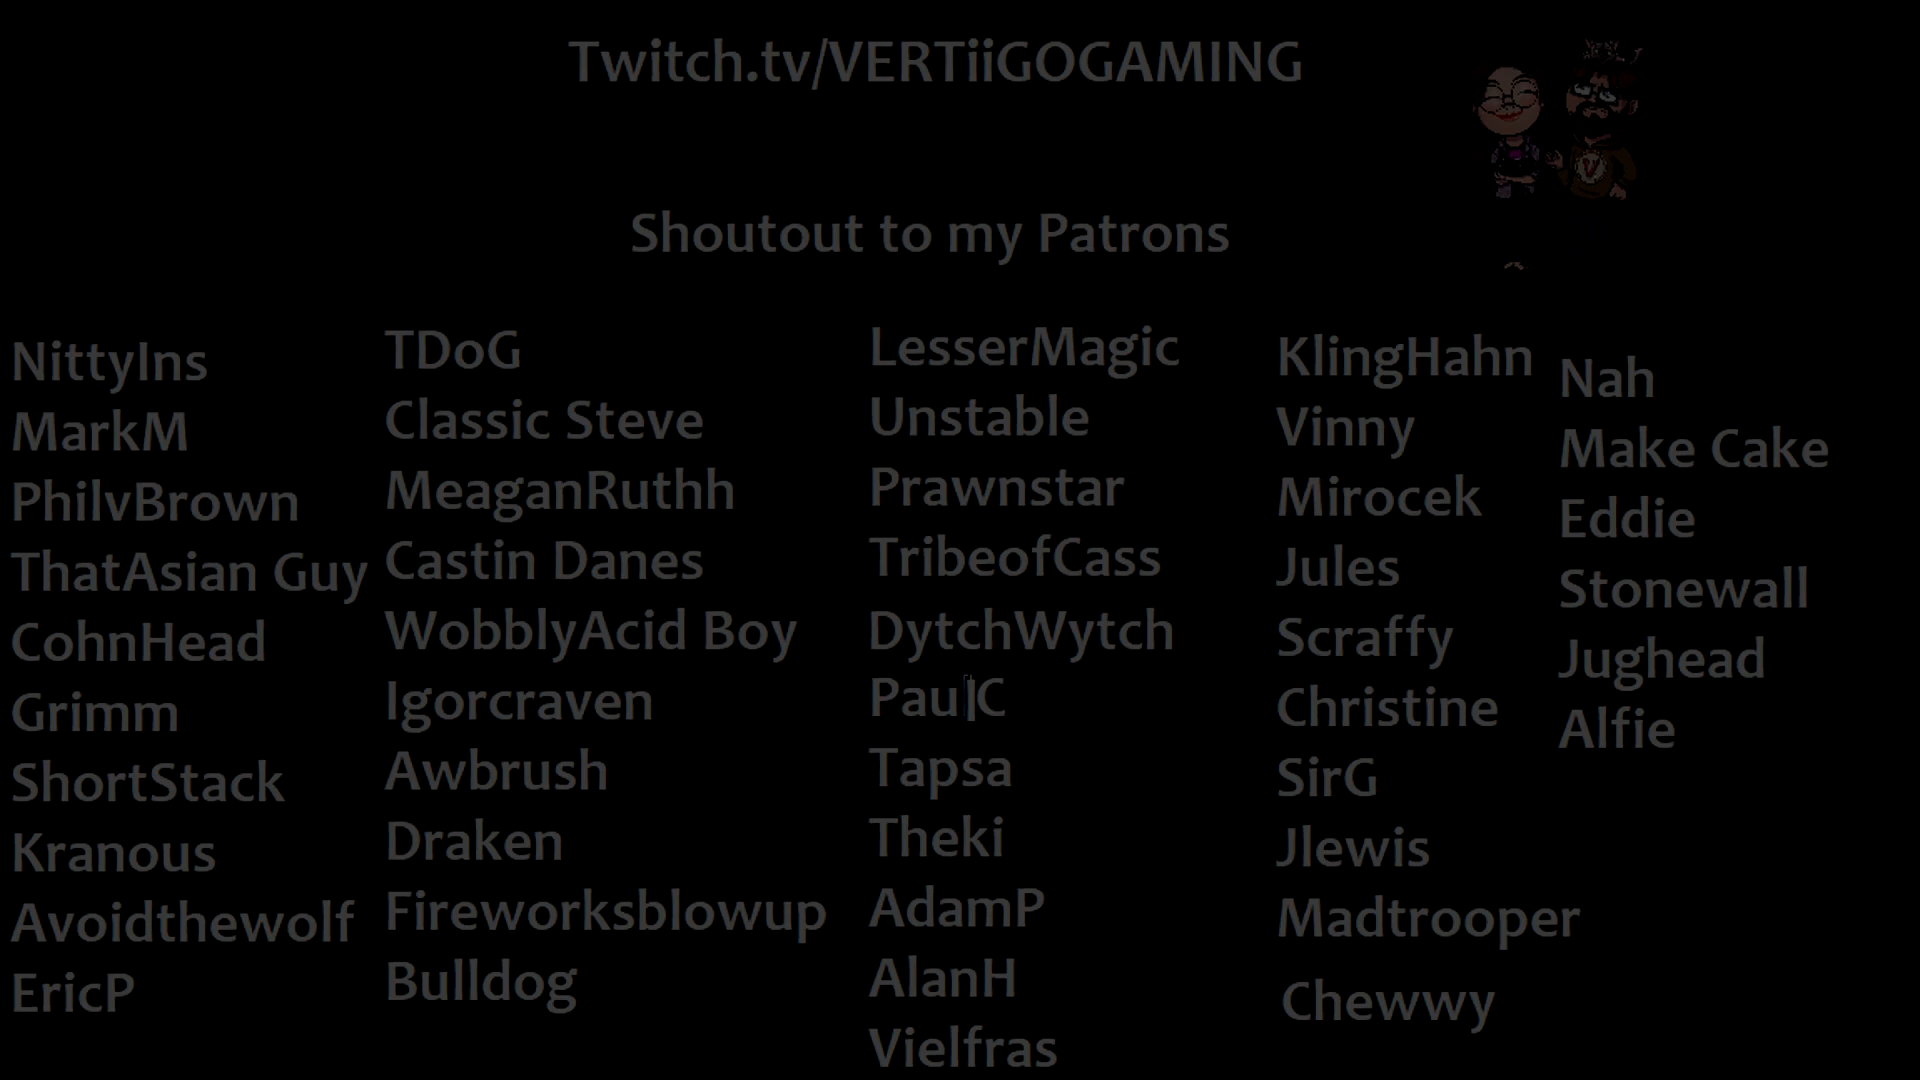 Twitch.tv/VERTiiGOGAMING
Shoutout to my Patrons
NittyIns
MarkM
PhilvBrown
ThatAsian Guy
CohnHead
Grimm
ShortStack
Kranous
Avoidthewolf
EricP
TDoG
Classic Steve
MeaganRuthh
Castin Danes
WobblyAcid Boy
Igorcraven
Awbrush
Draken
Fireworksblowup
Bulldog
LesserMagic
Unstable
Prawnstar
TribeofCass
DytchWytch
PaulC
Tapsa
Theki
AdamP
AlanH
Vielfras
KlingHahn
Vinny
Mirocek
Jules
Scraffy
Christine
SirG
Jlewis
Madtrooper
Chewwy
Nah
Make Cake
Eddie
Stonewall
Jughead
Alfie